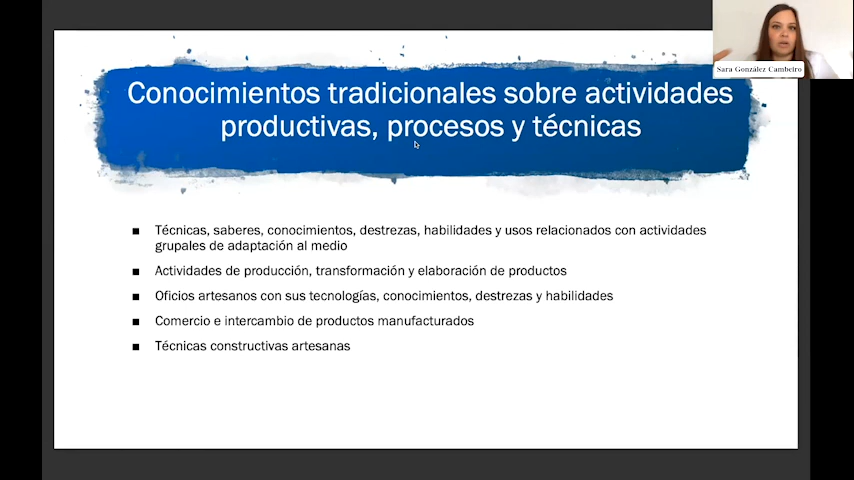 Sara González Cambeiro
Conocimientos tradicionales sobre actividades
productivas, procesos y técnicas
■ Técnicas, saberes, conocimientos, destrezas, habilidades y usos relacionados con actividades
grupales de adaptación al medio
■ Actividades de producción, transformación y elaboración de productos
■ Oficios artesanos con sus tecnologías, conocimientos, destrezas y habilidades
■ Comercio e intercambio de productos manufacturados
■ Técnicas constructivas artesanas